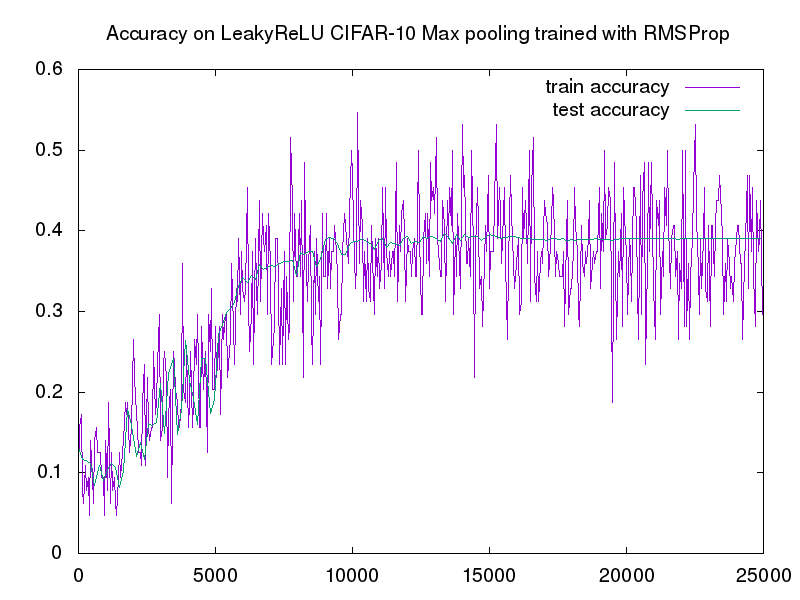 Accuracy on LeakyReLU CIFAR-10 Max pooling trained with RMSProp
train accuracy
test accuracy
0.6
0.5
0.4
0.3
0.2
0.1
0
0 5000 10000 15000 20000 25000